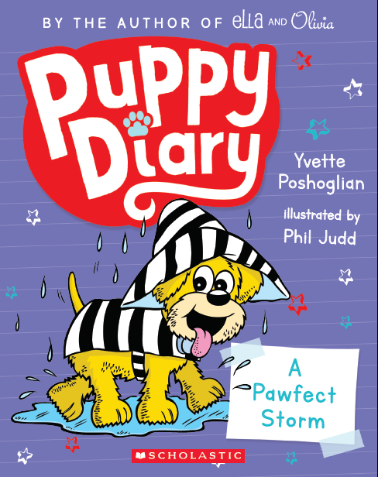 BY THE AUTHOR OF ELLA AND Olivia
PUPPY
Diary
Yvette
Poshoglian
illustrated by
Phil Judd
A
Pawfect
Storm
SCHOLASTIC